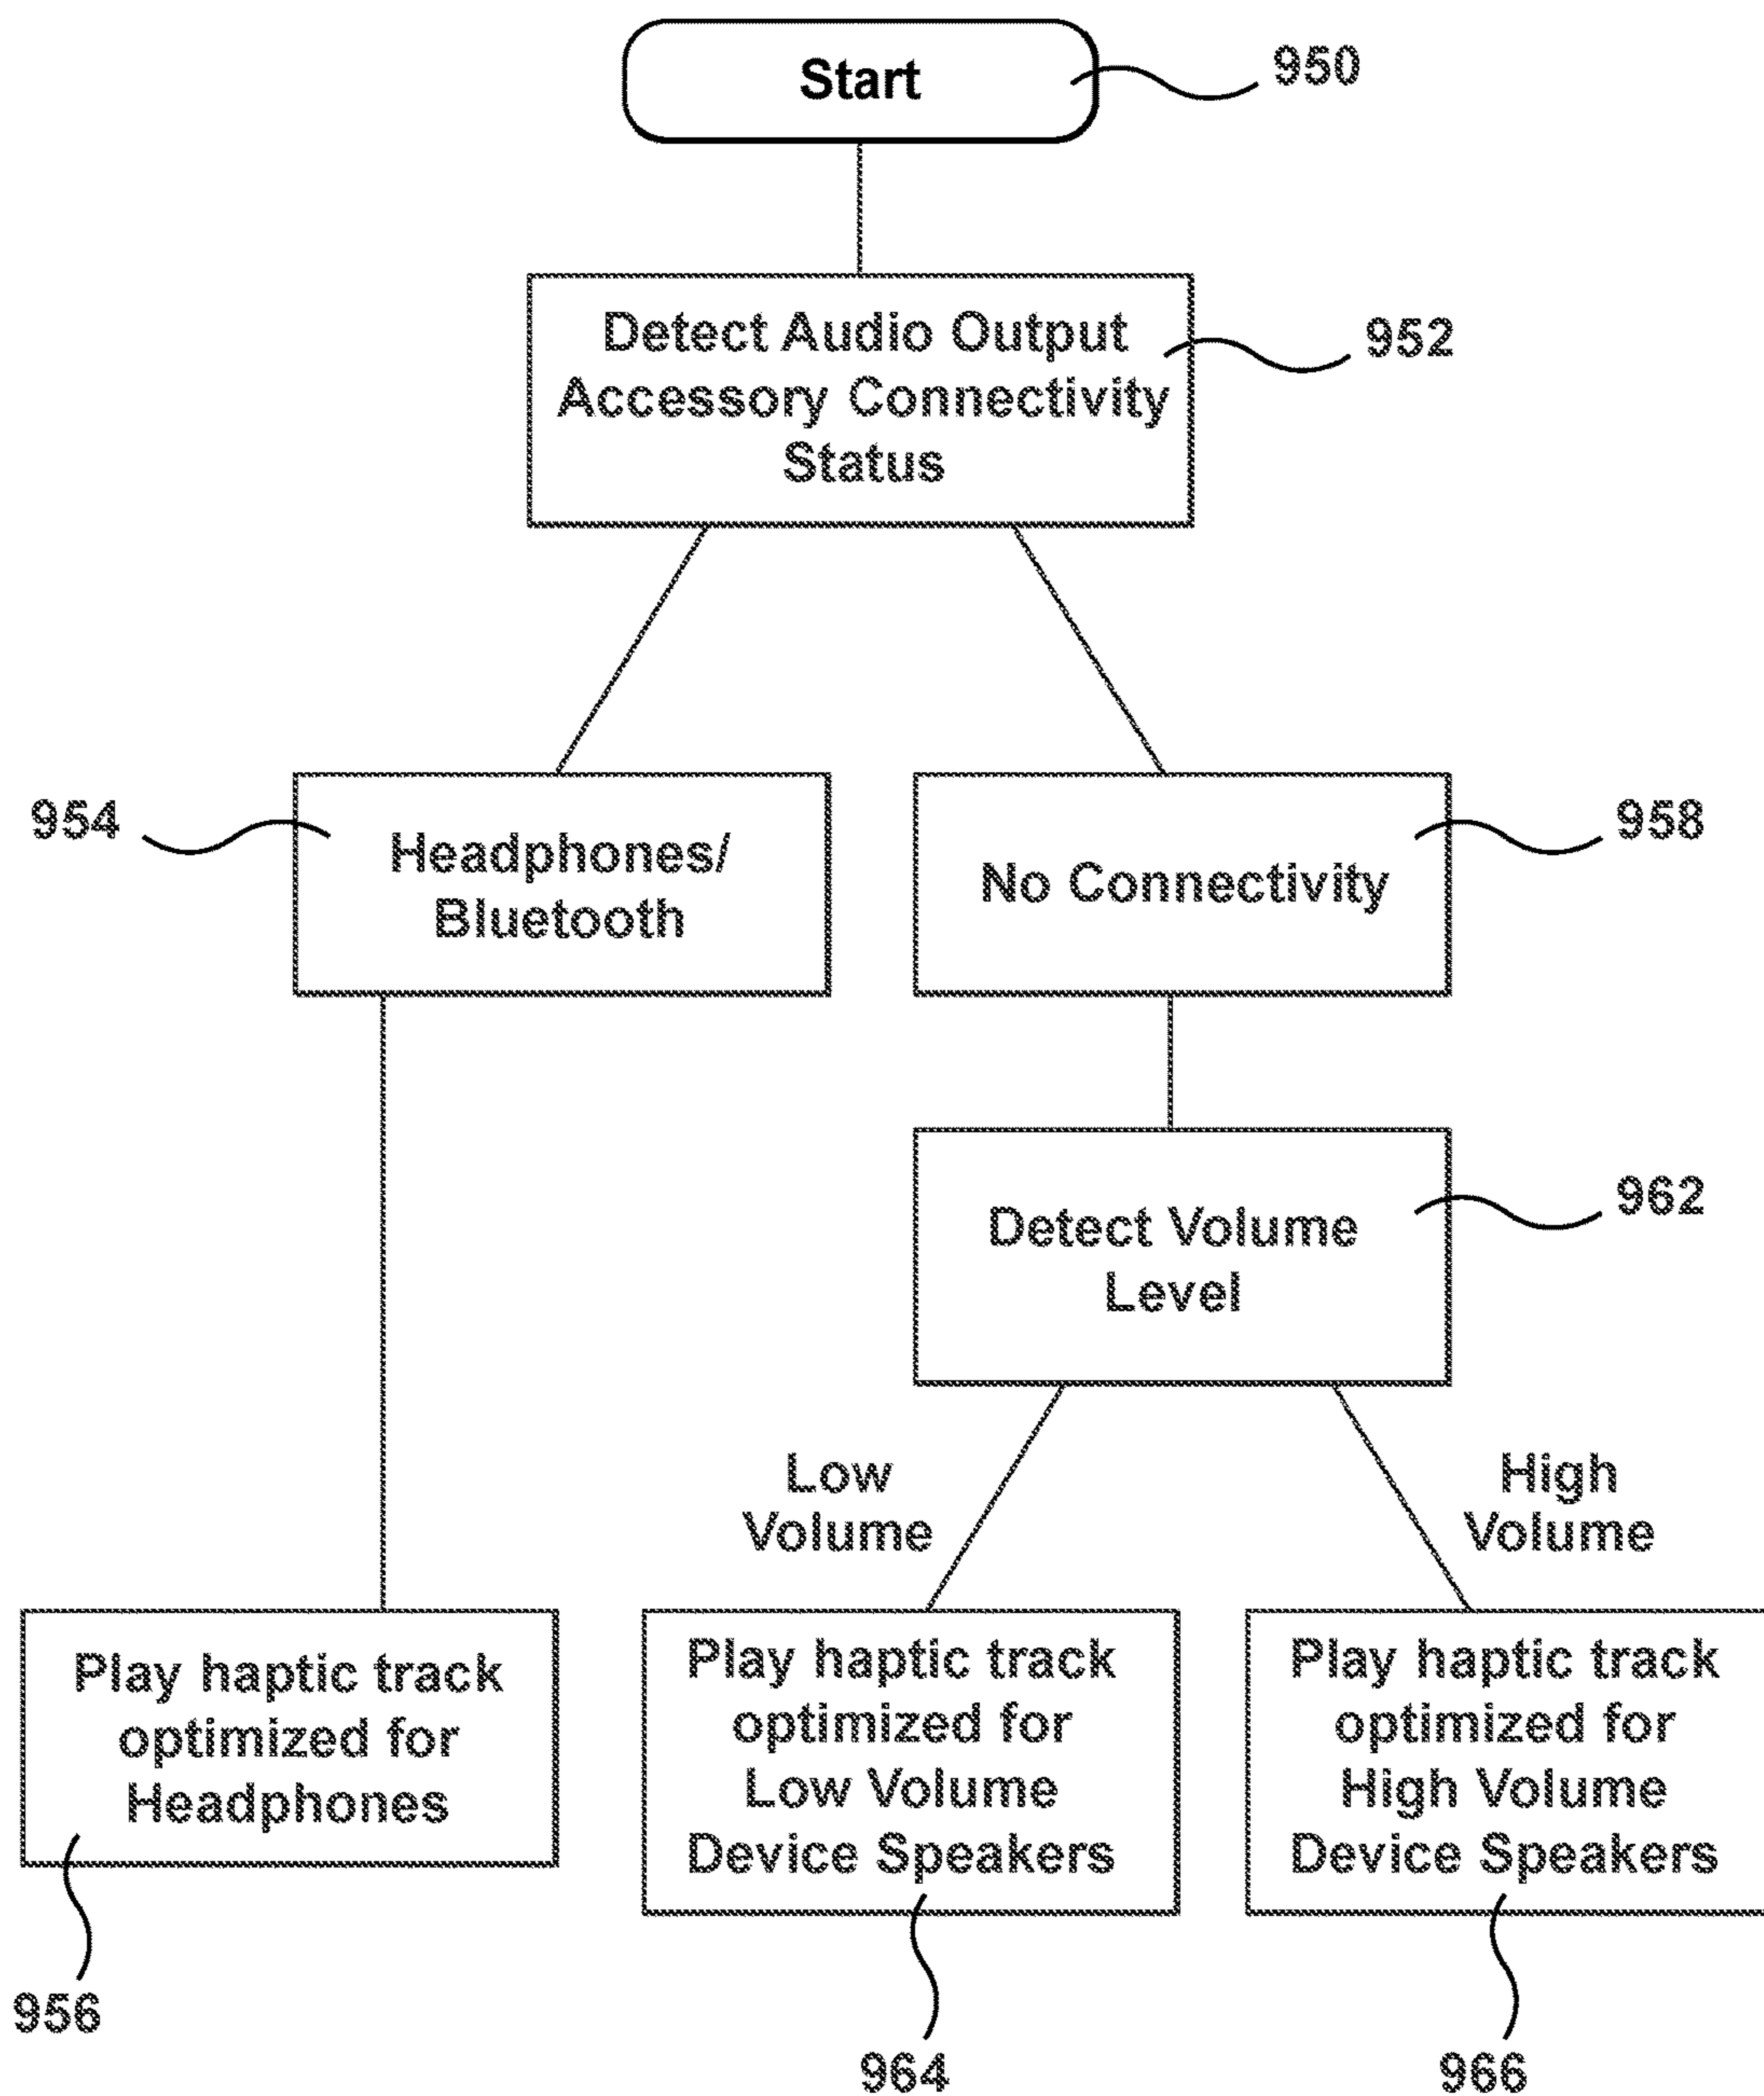 Start
950
Detect Audio Output
Accessory Connectivity
Status
952
954
Headphones/
Bluetooth
No Connectivity
958
Detect Volume
Level
962
Low
Volume
High
Volume
Play haptic track
optimized for
Headphones
Play haptic track
optimized for
Low Volume
Device Speakers
Play haptic track
optimized for
High Volume
Device Speakers
956
964
966